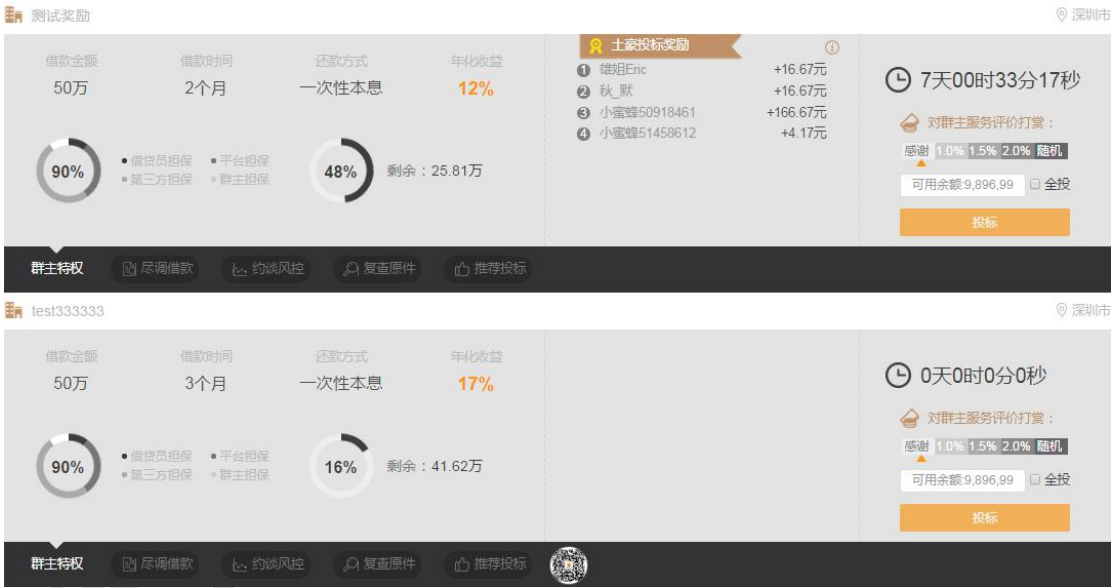 测试奖励 深圳市
借款金额 借款时间 还款方式 年化收益
50万 2个月 一次性本息 12%
90%
借贷员担保 平台担保
第三方担保 群主担保
48% 剩余：25.81万
土豪投标奖励
1 雄姐Eric +16.67元
2 秋_默 +16.67元
3 小蜜蜂50918461 +166.67元
4 小蜜蜂51458612 +4.17元
7天00时33分17秒
对群主服务评价打赏：
感谢 1.0% 1.5% 2.0% 随机
可用余额:9,896,99 全投
投标
群主特权 尽调借款 约谈风控 复查原件 推荐投标
test333333 深圳市
借款金额 借款时间 还款方式 年化收益
50万 3个月 一次性本息 17%
90%
借贷员担保 平台担保
第三方担保 群主担保
16% 剩余：41.62万
0天0时0分0秒
对群主服务评价打赏：
感谢 1.0% 1.5% 2.0% 随机
可用余额:9,896,99 全投
投标
群主特权 尽调借款 约谈风控 复查原件 推荐投标